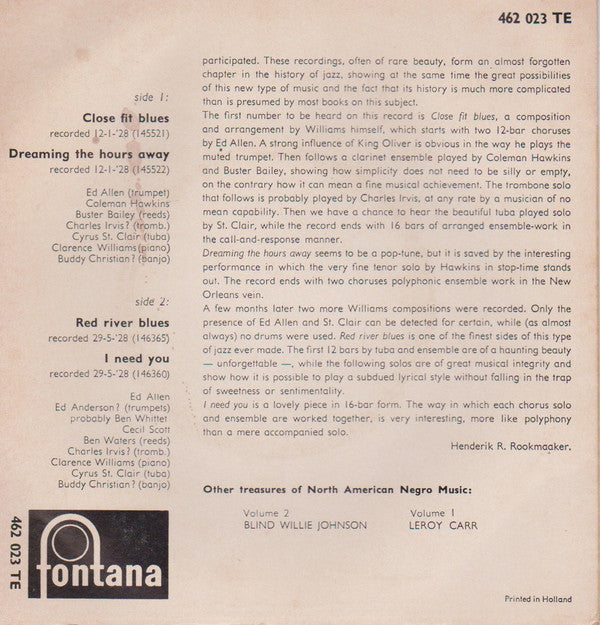 462 023 TE
side 1:
Close fit blues
recorded 12-1-'28 (145521)
Dreaming the hours away
recorded 12-1-'28 (145522)
Ed Allen (trumpet)
Coleman Hawkins
Buster Bailey (reeds)
Charles Irvis? (tromb.)
Cyrus St. Clair (tuba)
Clarence Williams (piano)
Buddy Christian? (banjo)
side 2:
Red river blues
recorded 29-5-'28 (146365)
I need you
recorded 29-5-'28 (146360)
Ed Allen
Ed Anderson? (trumpets)
probably Ben Whittet
Cecil Scott
Ben Waters (reeds)
Charles Irvis? (tromb.)
Clarence Williams (piano)
Cyrus St. Clair (tuba)
Buddy Christian? (banjo)
participated. These recordings, often of rare beauty, form an almost forgotten
chapter in the history of jazz, showing at the same time the great possibilities
of this new type of music and the fact that its history is much more complicated
than is presumed by most books on this subject.
The first number to be heard on this record is Close fit blues, a composition
and arrangement by Williams himself, which starts with two 12-bar choruses
by Ed Allen. A strong influence of King Oliver is obvious in the way he plays the
muted trumpet. Then follows a clarinet ensemble played by Coleman Hawkins
and Buster Bailey, showing how simplicity does not need to be silly or empty,
on the contrary how it can mean a fine musical achievement. The trombone solo
that follows is probably played by Charles Irvis, at any rate by a musician of no
mean capability. Then we have a chance to hear the beautiful tuba played solo
by St. Clair, while the record ends with 16 bars of arranged ensemble-work in
the call-and-response manner.
Dreaming the hours away seems to be a pop-tune, but it is saved by the interesting
performance in which the very fine tenor solo by Hawkins in stop-time stands
out. The record ends with two choruses polyphonic ensemble work in the New
Orleans vein.
A few months later two more Williams compositions were recorded. Only the
presence of Ed Allen and St. Clair can be detected for certain, while (as almost
always) no drums were used. Red river blues is one of the finest sides of this type
of jazz ever made. The first 12 bars by tuba and ensemble are of a haunting beauty
— unforgettable —, while the following solos are of great musical integrity and
show how it is possible to play a subdued lyrical style without falling in the trap
of sweetness or sentimentality.
I need you is a lovely piece in 16-bar form. The way in which each chorus solo
and ensemble are worked together, is very interesting, more like polyphony
than a mere accompanied solo.
Henderik R. Rookmaaker.
Other treasures of North American Negro Music:
Volume 2
BLIND WILLIE JOHNSON
Volume 1
LEROY CARR
462 023 TE
fontana
Printed in Holland